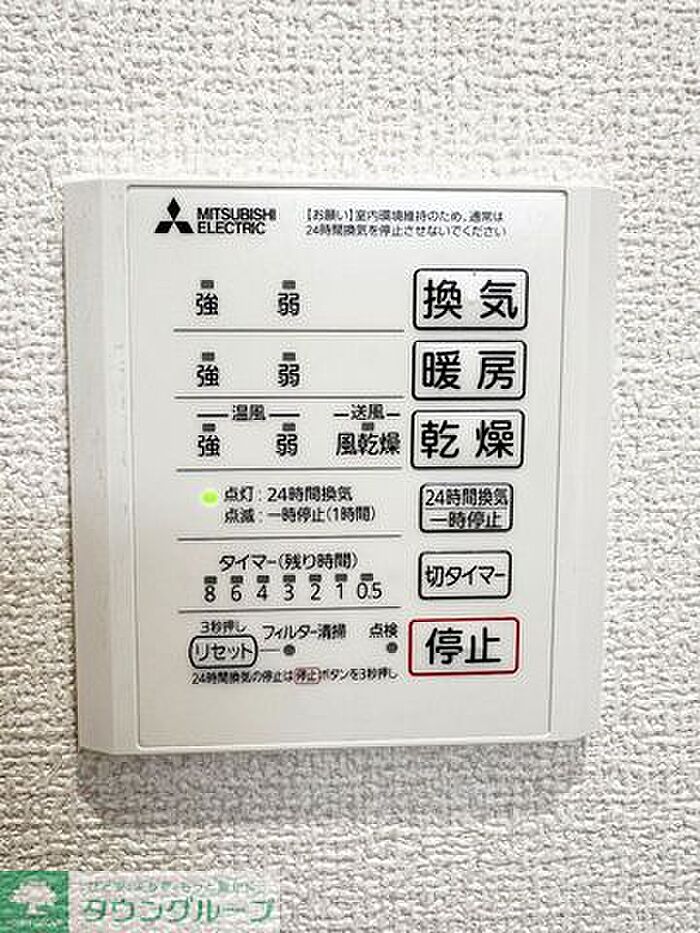 MITSUBISHI
ELECTRIC
【お願い】室内環境維持のため、通常は
24時間換気を停止させないでください
強 弱 換気
強 弱 暖房
温風 送風
強 弱 風乾燥 乾燥
点灯:24時間換気
点滅:一時停止(1時間)
24時間換気
一時停止
タイマー(残り時間)
8 6 4 3 2 1 0.5
切タイマー
3秒押し
リセット フィルター清掃 点検
停止
24時間換気の停止は停止ボタンを3秒押し
タウングループ